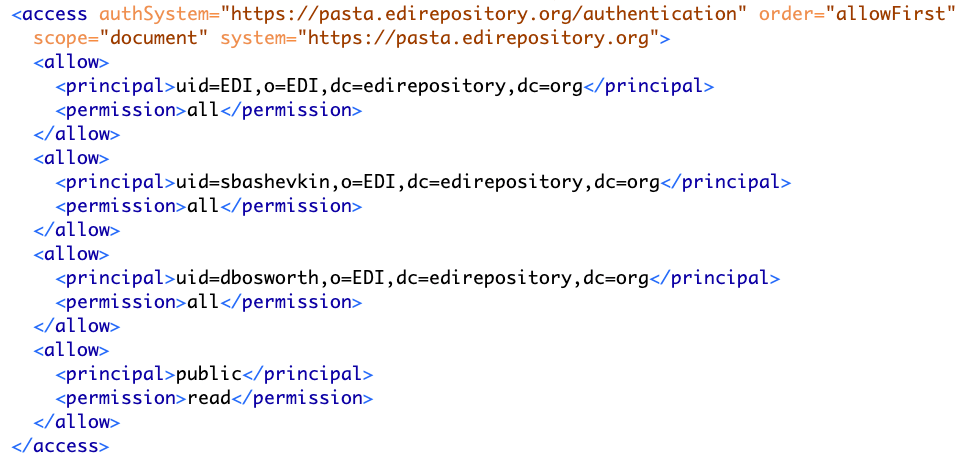 <access authSystem="https://pasta.edirepository.org/authentication" order="allowFirst"
  scope="document" system="https://pasta.edirepository.org">
  <allow>
    <principal>uid=EDI,o=EDI,dc=edirepository,dc=org</principal>
    <permission>all</permission>
  </allow>
  <allow>
    <principal>uid=sbashevkin,o=EDI,dc=edirepository,dc=org</principal>
    <permission>all</permission>
  </allow>
  <allow>
    <principal>uid=dbosworth,o=EDI,dc=edirepository,dc=org</principal>
    <permission>all</permission>
  </allow>
  <allow>
    <principal>public</principal>
    <permission>read</permission>
  </allow>
</access>